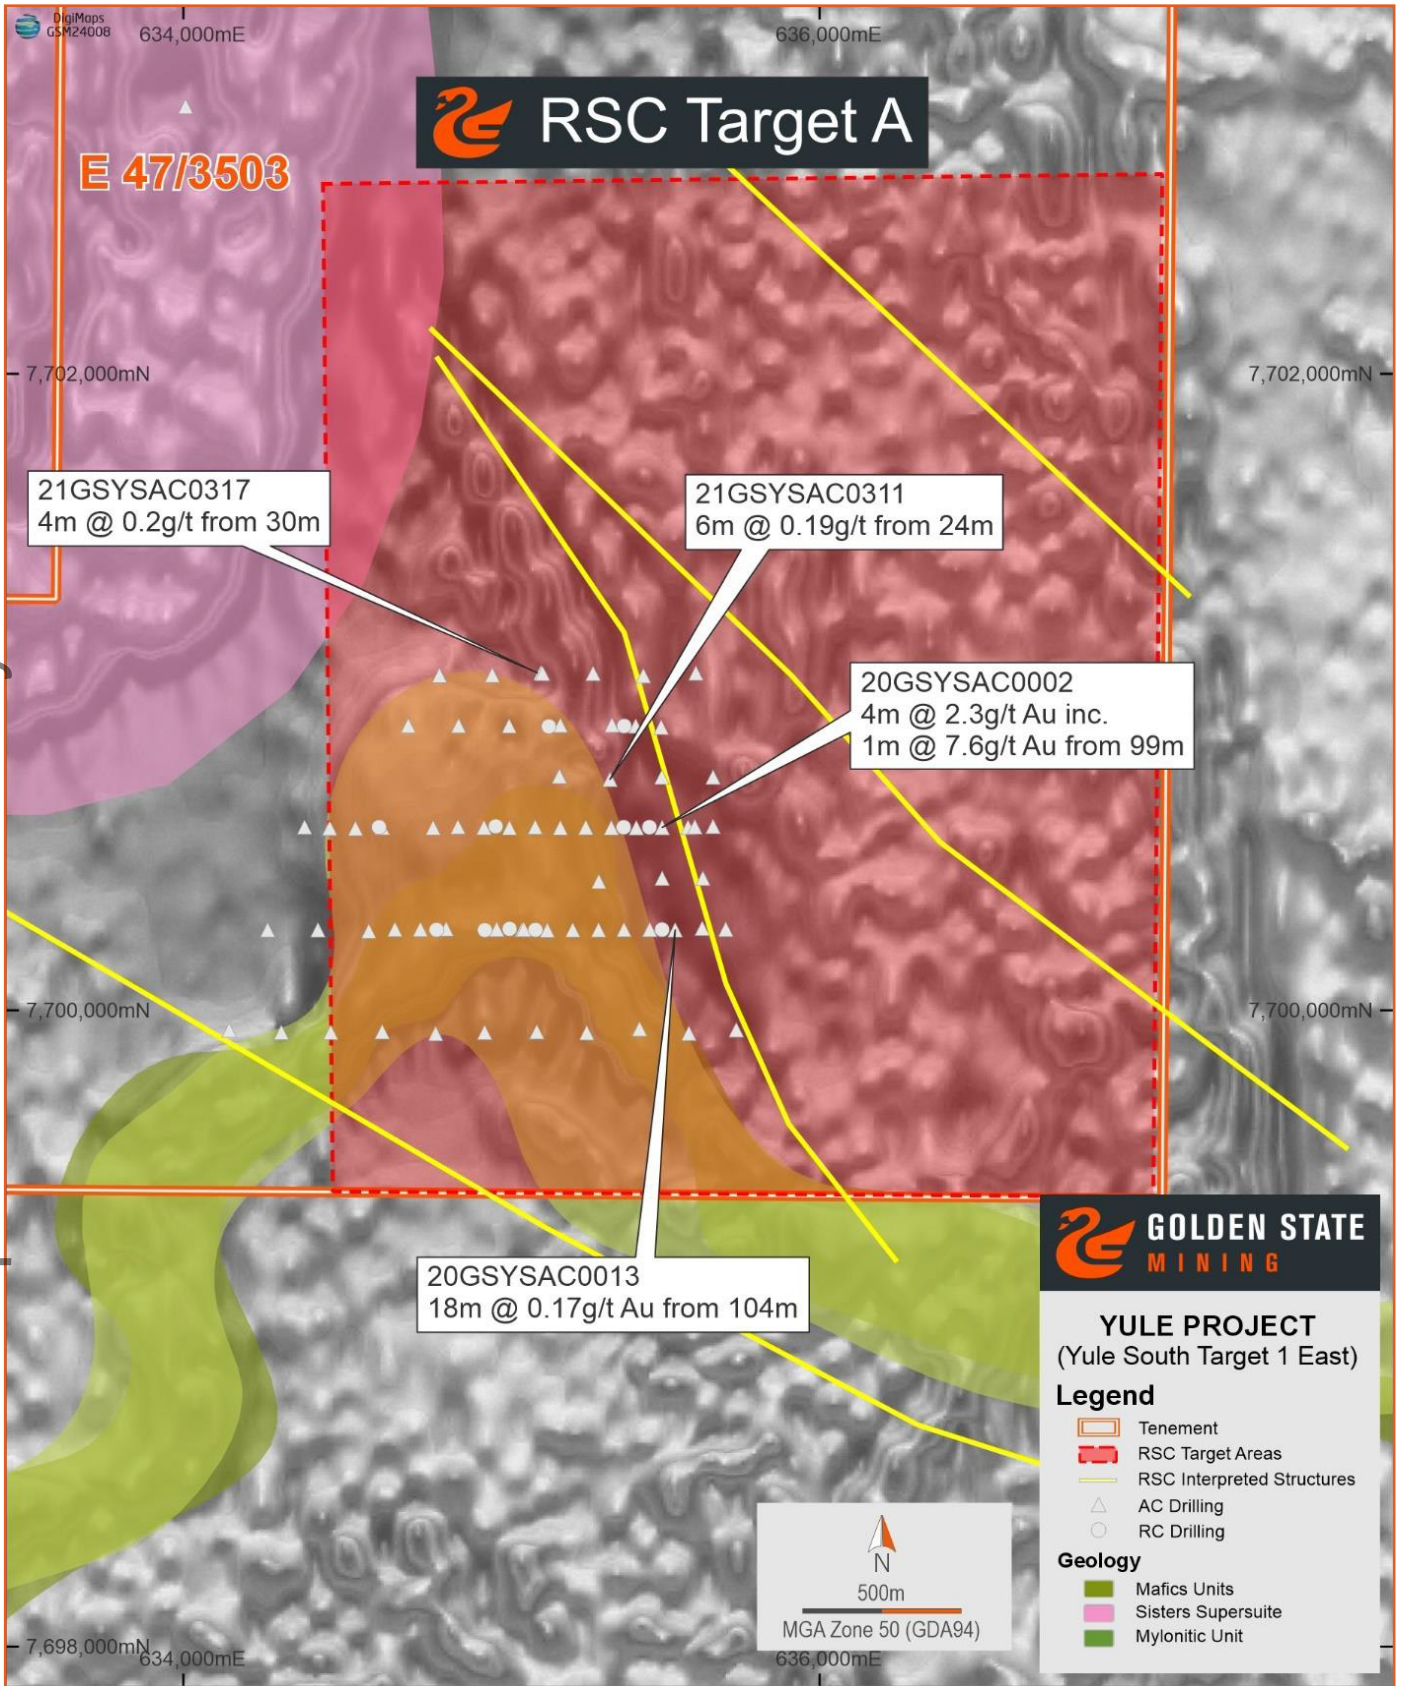 DigiMaps
GSM24008
634,000mE
636,000mE
RSC Target A
E 47/3503
7,702,000mN
7,702,000mN
21GSYSAC0317
4m @ 0.2g/t from 30m
21GSYSAC0311
6m @ 0.19g/t from 24m
20GSYSAC0002
4m @ 2.3g/t Au inc.
1m @ 7.6g/t Au from 99m
7,700,000mN
7,700,000mN
20GSYSAC0013
18m @ 0.17g/t Au from 104m
GOLDEN STATE
MINING
YULE PROJECT
(Yule South Target 1 East)
Legend
Tenement
RSC Target Areas
RSC Interpreted Structures
AC Drilling
RC Drilling
Geology
Mafics Units
Sisters Supersuite
Mylonitic Unit
N
500m
MGA Zone 50 (GDA94)
7,698,000mN
634,000mE
636,000mE